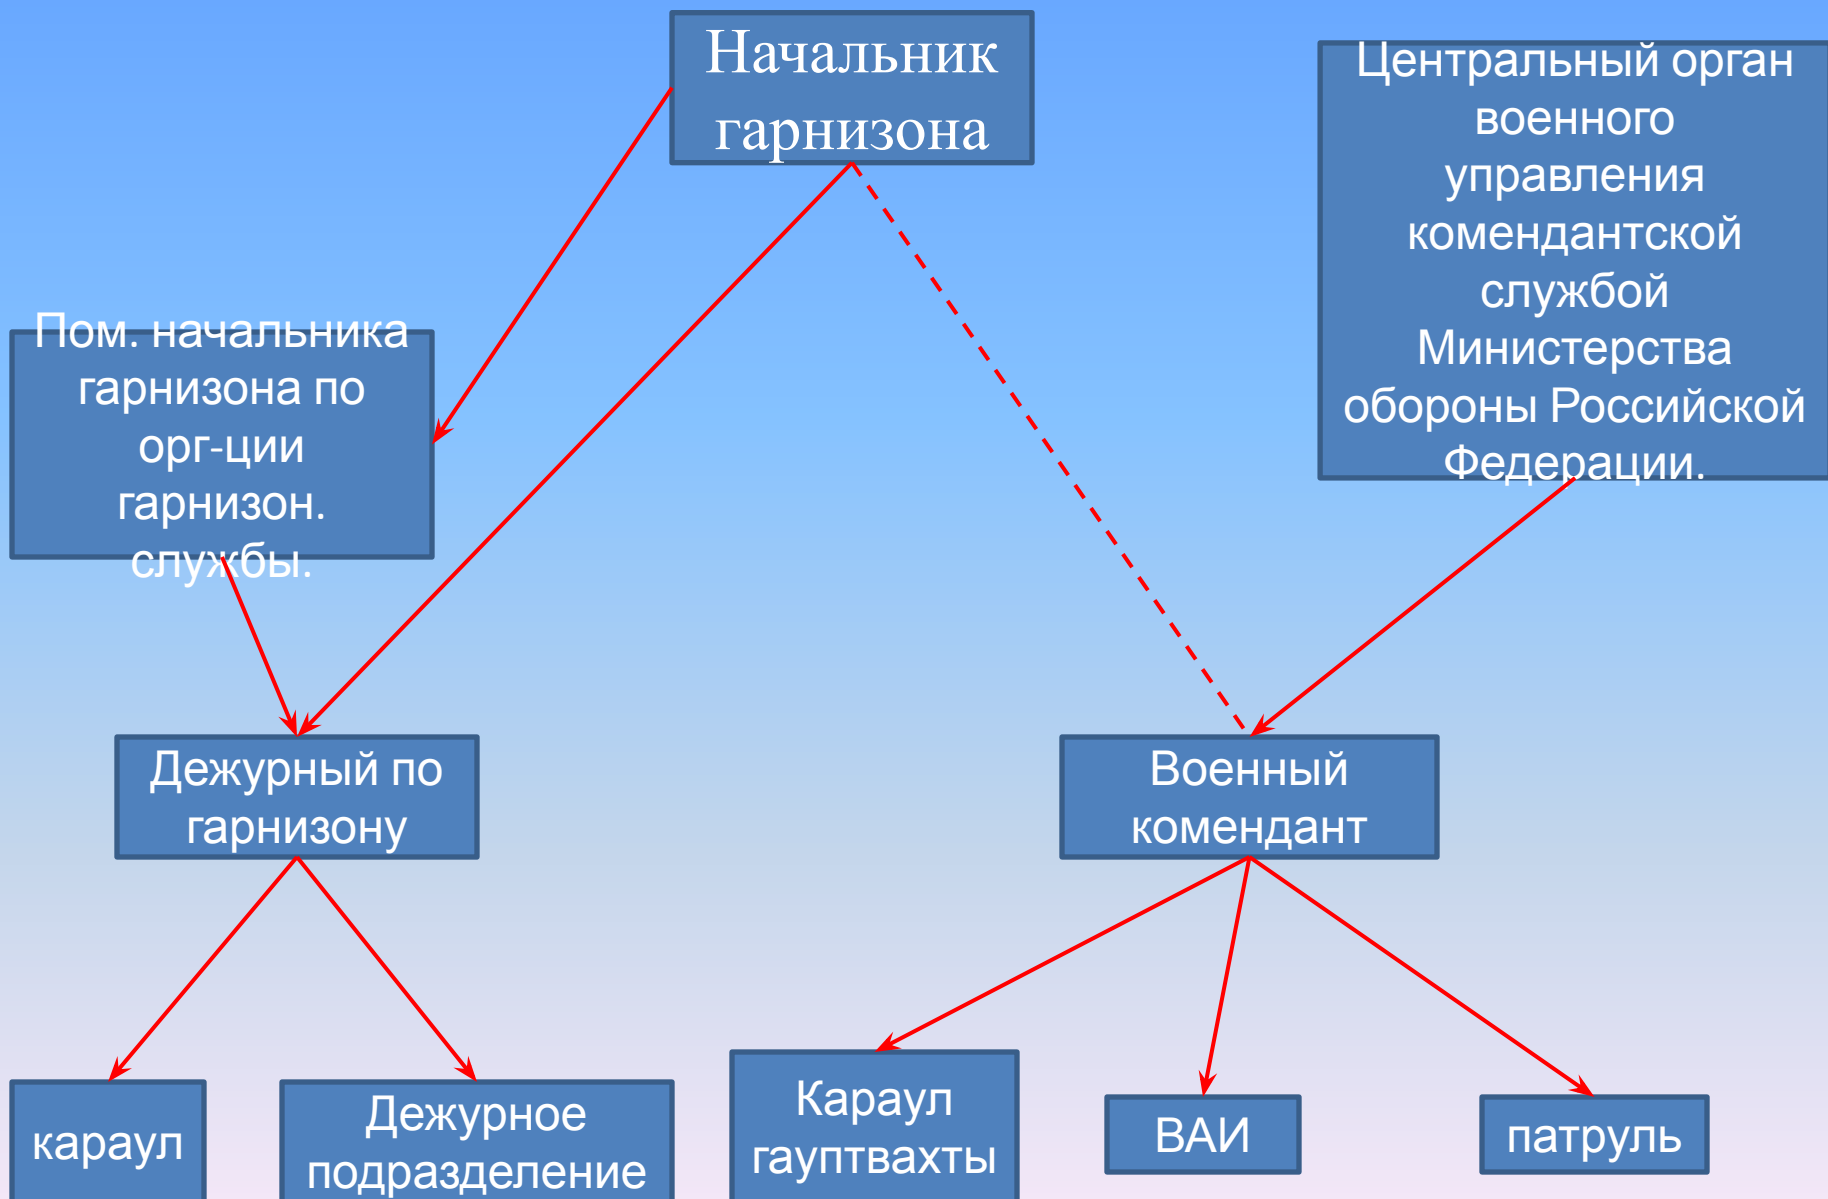 Начальник
гарнизона
Центральный орган
военного
управления
комендантской
службой
Министерства
обороны Российской
Федерации.
Пом. начальника
гарнизона по
орг-ции
гарнизон.
службы.
Дежурный по
гарнизону
Военный
комендант
караул
Дежурное
подразделение
Караул
гауптвахты
ВАИ
патруль